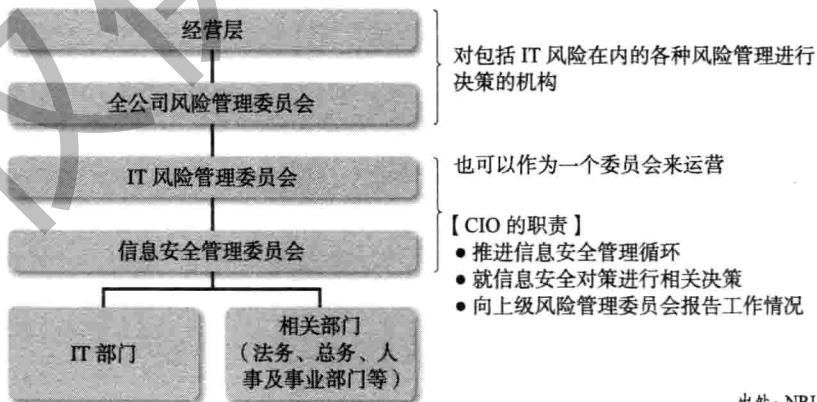 经营层
全公司风险管理委员会
对包括 IT 风险在内的各种风险管理进行
决策的机构
IT 风险管理委员会
信息安全管理委员会
也可以作为一个委员会来运营
【 CIO 的职责 】
● 推进信息安全管理循环
● 就信息安全对策进行相关决策
● 向上级风险管理委员会报告工作情况
IT 部门
相关部门
（法务、总务、人
事及事业部门等）